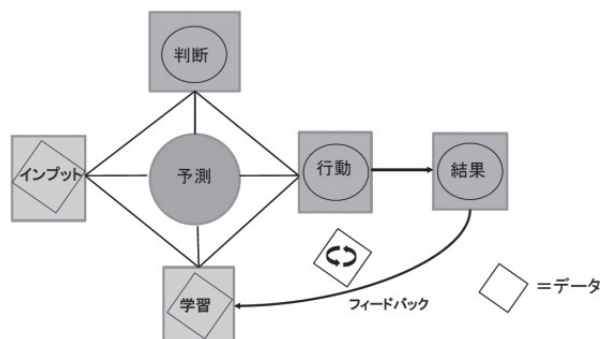 判断
インプット
予測
行動
結果
学習
フィードバック
=データ